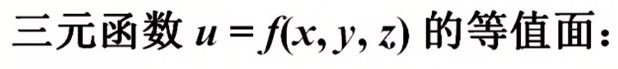 三元函数 u = f(x, y, z) 的等值面：